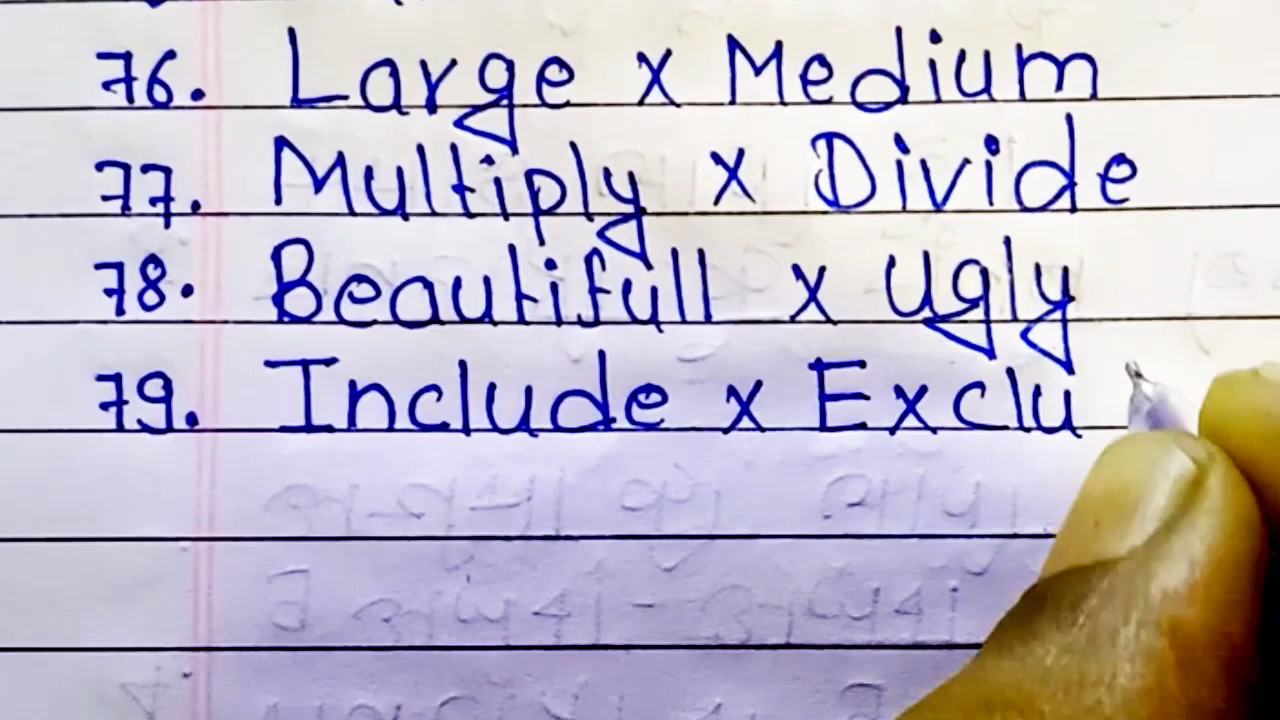 76. Large x Medium
77. Multiply x Divide
78. Beautifull x Ugly
79. Include x Exclu